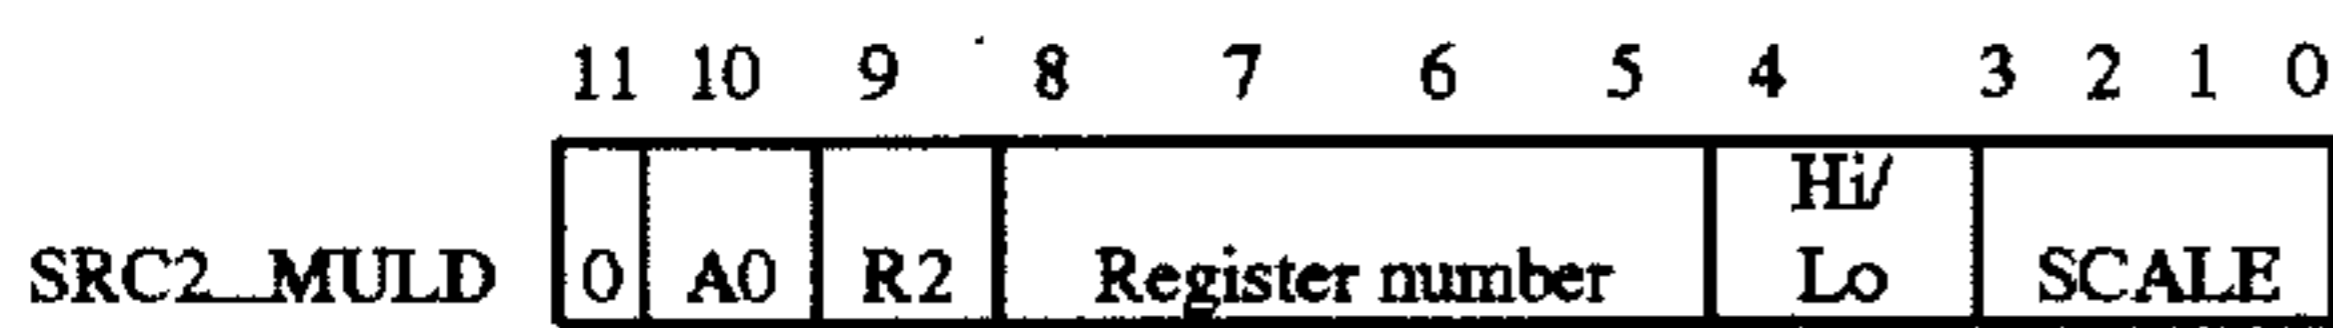 11 10 9 8 7 6 5 4 3 2 1 0
Hi/
SRC2_MULD 0 A0 R2 Register number Lo SCALE